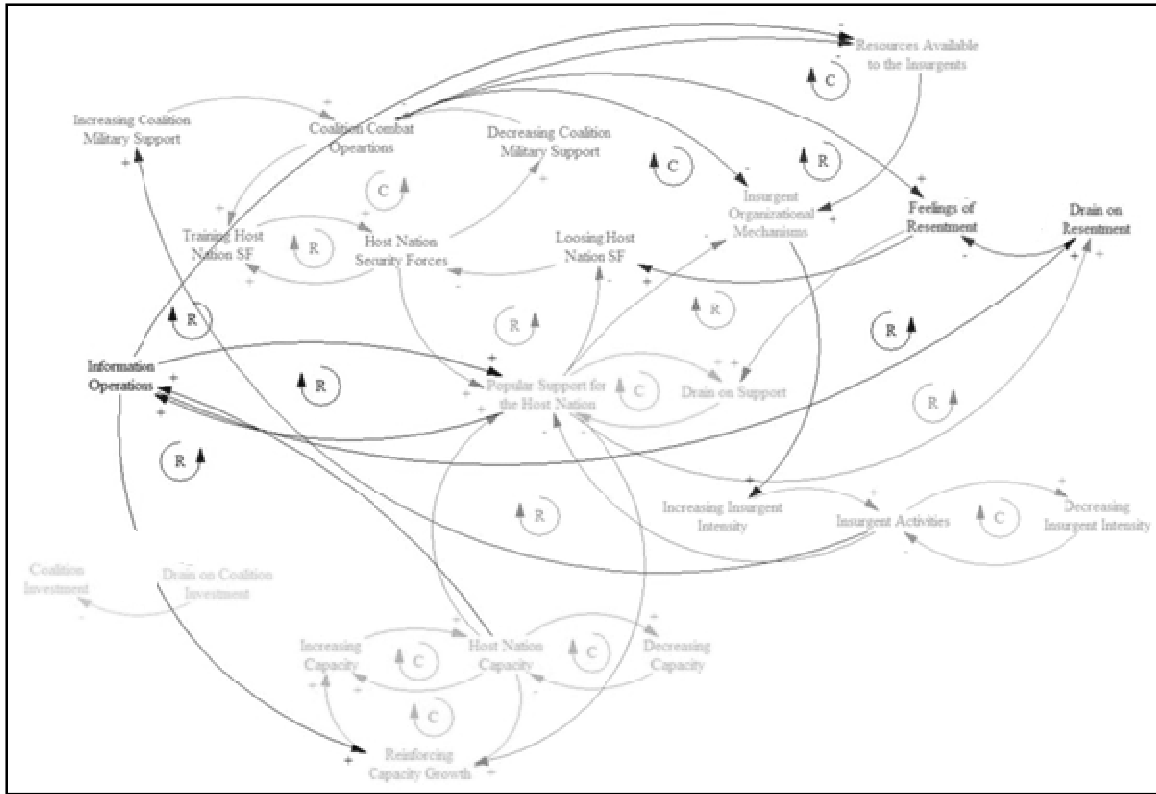 Resources Available
to the Insurgents
C
Increasing Coalition
Military Support
Coalition Combat
Opeartions
Decreasing Coalition
Military Support
C
R
C
Insurgent
Organizational
Mechanisms
Feelings of
Resentment
Drain on
Resentment
Training Host
Nation SF
R
Host Nation
Security Forces
Loosing Host
Nation SF
R
R
R
R
Information
Operations
R
Popular Support for
the Host Nation
C
Drain on Support
R
R
R
Increasing Insurgent
Intensity
Insurgent Activities
C
Decreasing
Insurgent Intensity
Coalition
Investment
Drain on Coalition
Investment
Increasing
Capacity
C
Host Nation
Capacity
C
Decreasing
Capacity
C
Reinforcing
Capacity Growth